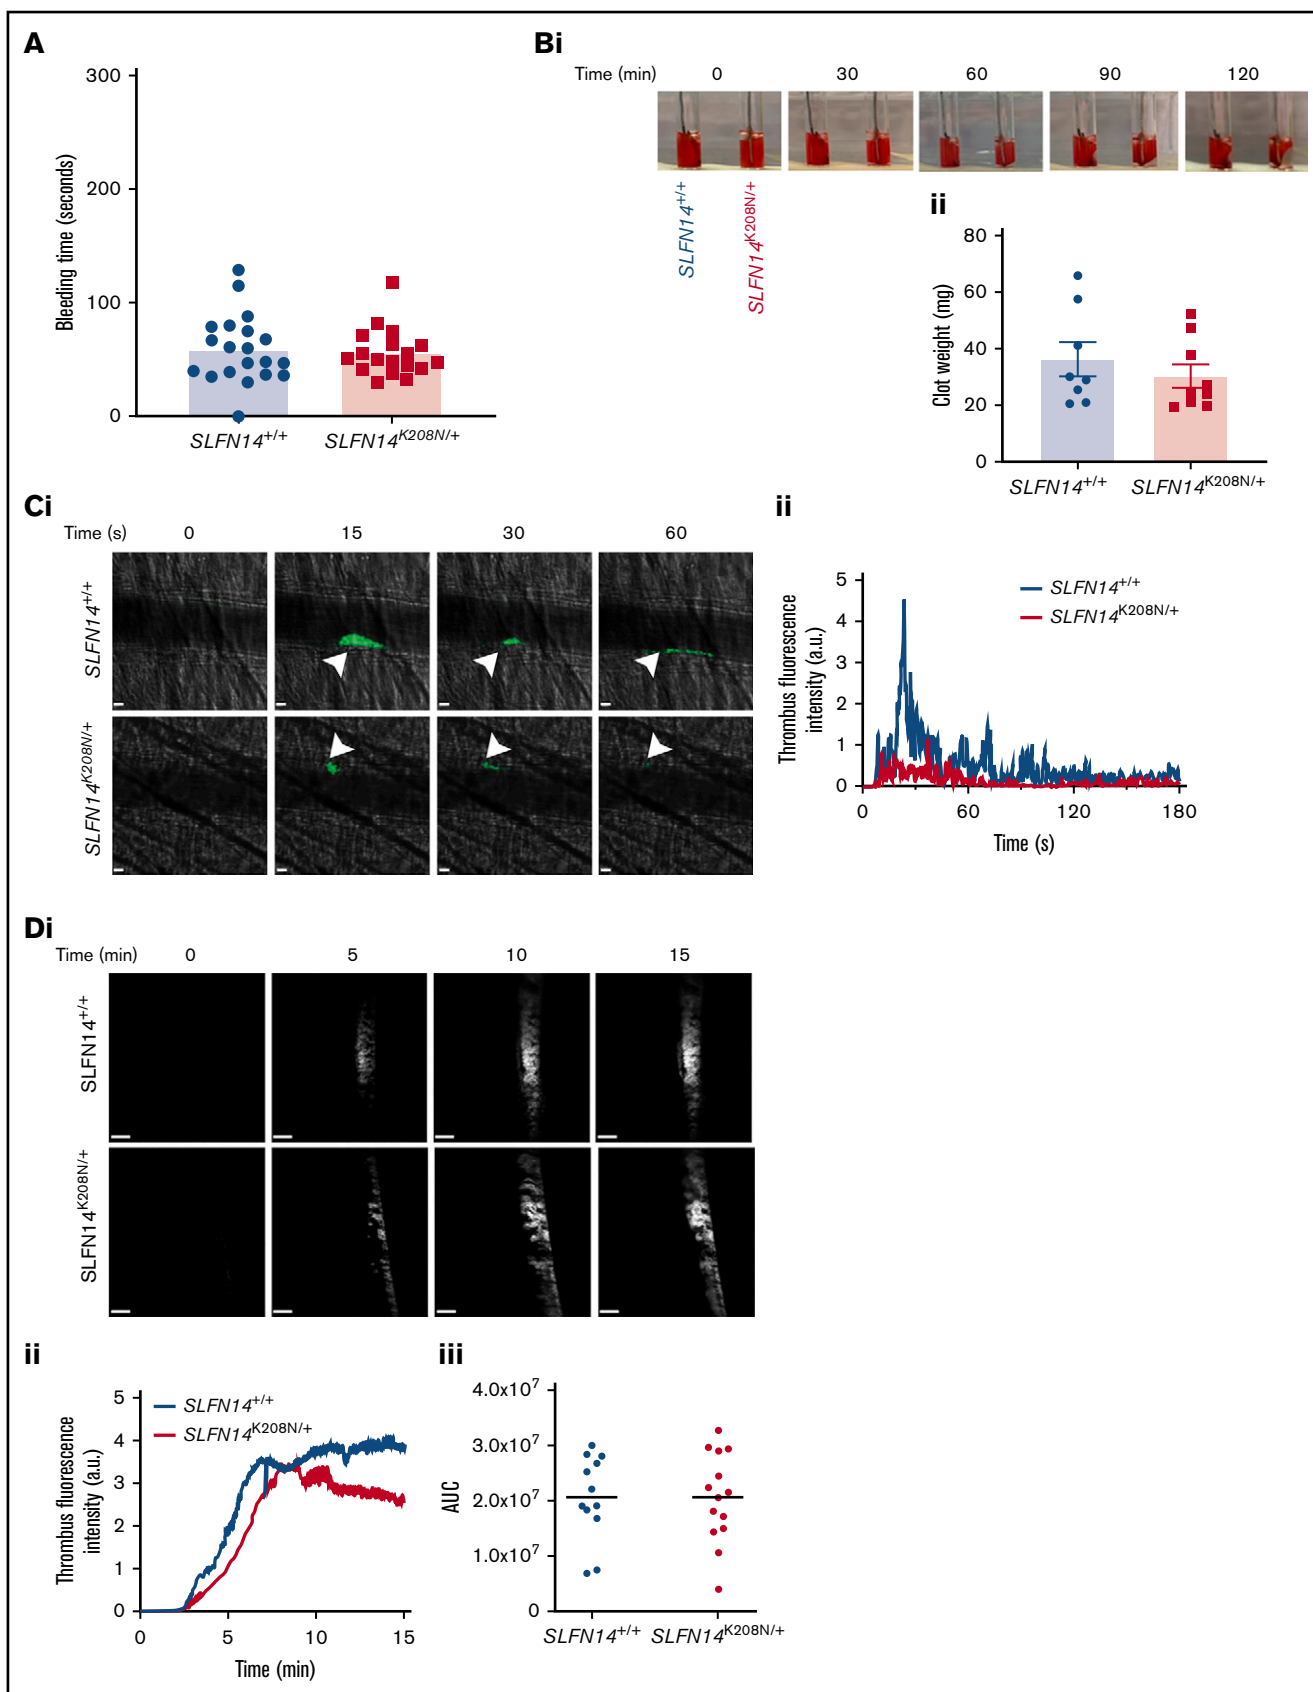 A
Bleeding time (seconds)
300
200
100
0
SLFN14+/+
SLFN14K208N/+
Bi
Time (min) 0 30 60 90 120
SLFN14+/+
SLFN14K208N/+
ii
Clot weight (mg)
80
60
40
20
0
SLFN14+/+
SLFN14K208N/+
Ci
Time (s) 0 15 30 60
SLFN14+/+
SLFN14K208N/+
ii
Thrombus fluorescence
intensity (a.u.)
5
4
3
2
1
0
SLFN14+/+
SLFN14K208N/+
0 60 120 180
Time (s)
Di
Time (min) 0 5 10 15
SLFN14+/+
SLFN14K208N/+
ii
Thrombus fluorescence
intensity (a.u.)
5
4
3
2
1
0
SLFN14+/+
SLFN14K208N/+
0 5 10 15
Time (min)
iii
AUC
4.0x10⁷
3.0x10⁷
2.0x10⁷
1.0x10⁷
0
SLFN14+/+
SLFN14K208N/+